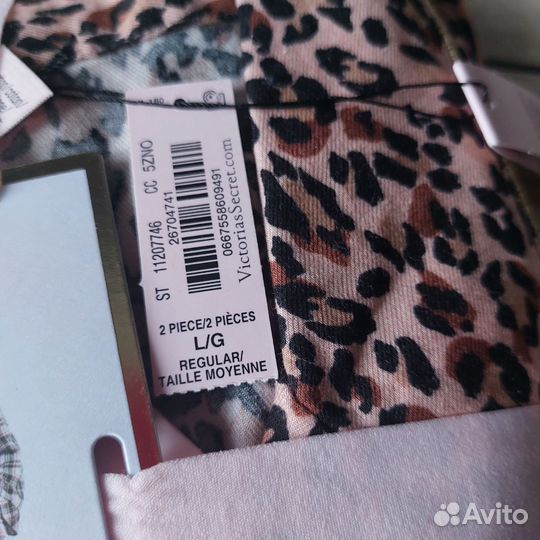 ST 11207746 CC 5ZNO
26704741
0667558609491
VictoriasSecret.com
2 PIECE/2 PIÈCES
L/G
REGULAR/
TAILLE MOYENNE
Avito